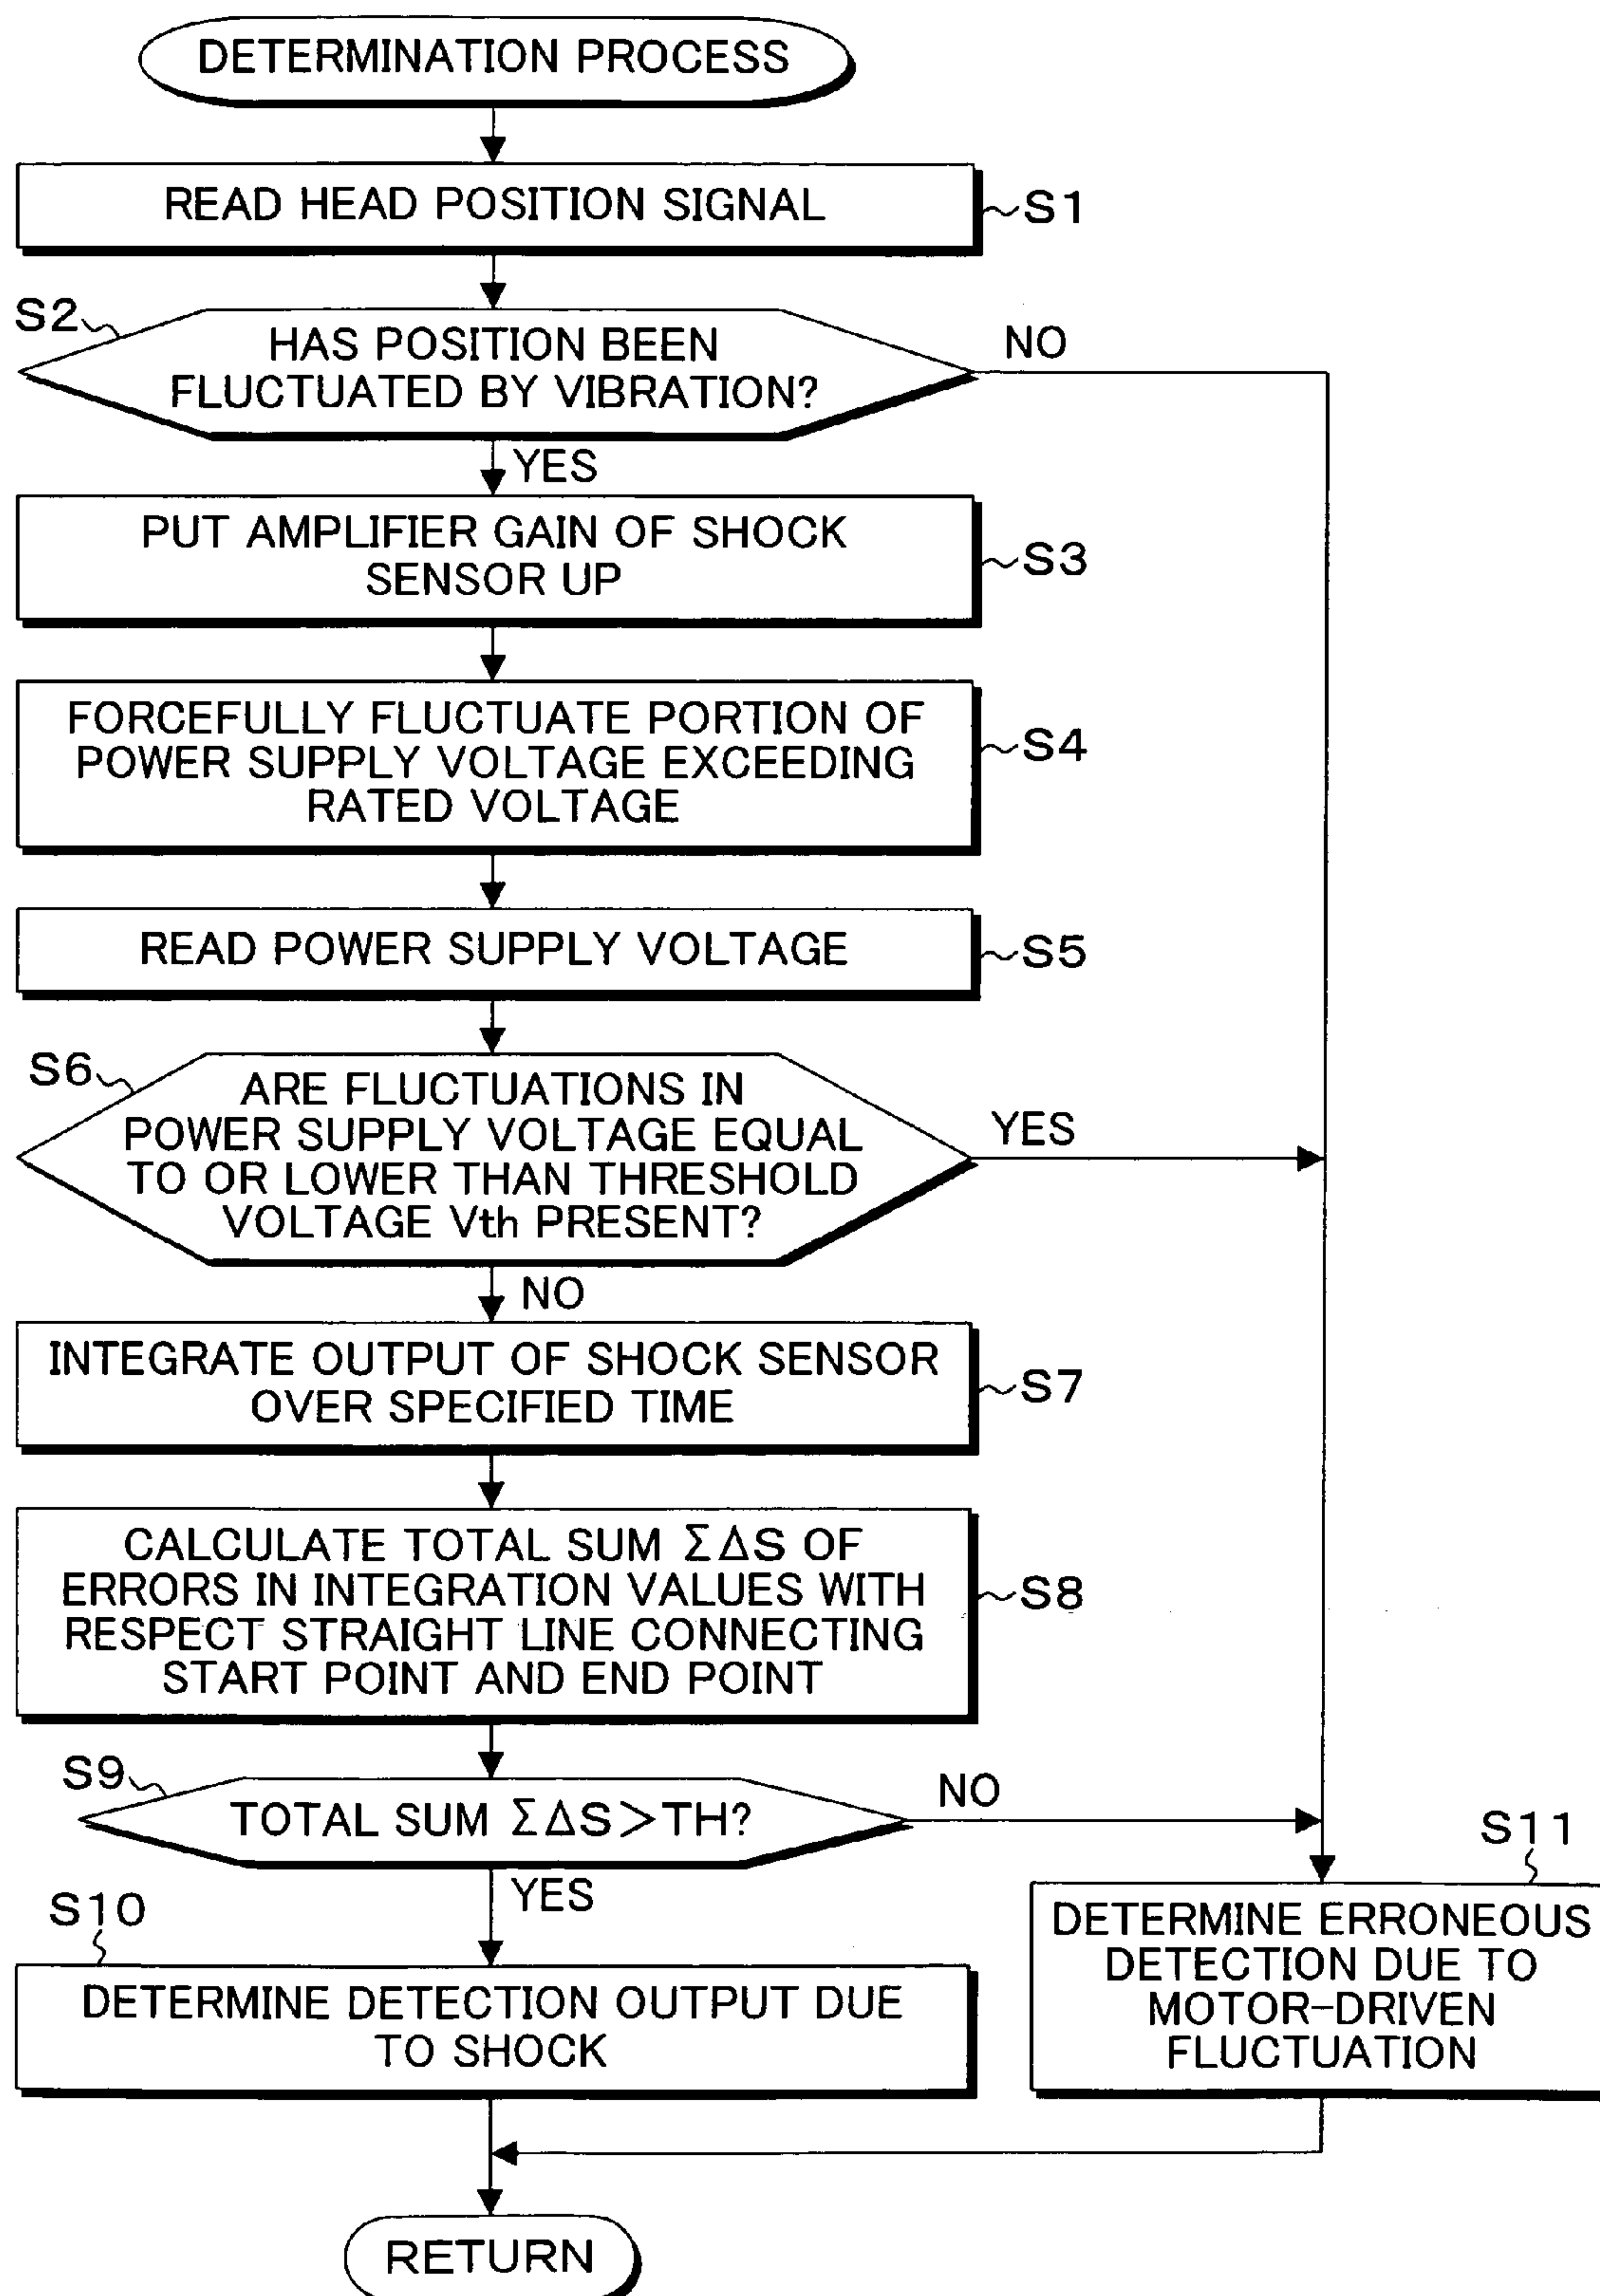 DETERMINATION PROCESS
READ HEAD POSITION SIGNAL
S1
S2
HAS POSITION BEEN
FLUCTUATED BY VIBRATION?
NO
YES
PUT AMPLIFIER GAIN OF SHOCK
SENSOR UP
S3
FORCEFULLY FLUCTUATE PORTION OF
POWER SUPPLY VOLTAGE EXCEEDING
RATED VOLTAGE
S4
READ POWER SUPPLY VOLTAGE
S5
S6
ARE FLUCTUATIONS IN
POWER SUPPLY VOLTAGE EQUAL
TO OR LOWER THAN THRESHOLD
VOLTAGE Vth PRESENT?
YES
NO
INTEGRATE OUTPUT OF SHOCK SENSOR
OVER SPECIFIED TIME
S7
CALCULATE TOTAL SUM ΣΔS OF
ERRORS IN INTEGRATION VALUES WITH
RESPECT STRAIGHT LINE CONNECTING
START POINT AND END POINT
S8
S9
TOTAL SUM ΣΔS>TH?
NO
YES
S10
DETERMINE DETECTION OUTPUT DUE
TO SHOCK
S11
DETERMINE ERRONEOUS
DETECTION DUE TO
MOTOR-DRIVEN
FLUCTUATION
RETURN